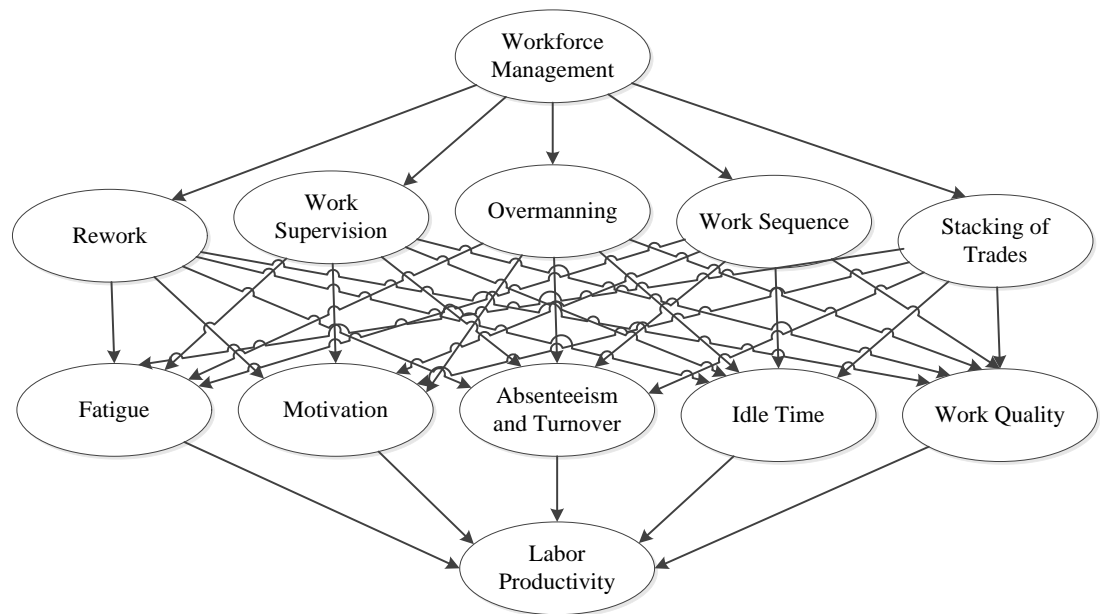 Workforce
Management
Rework
Work
Supervision
Overmanning
Work Sequence
Stacking of
Trades
Fatigue
Motivation
Absenteeism
and Turnover
Idle Time
Work Quality
Labor
Productivity